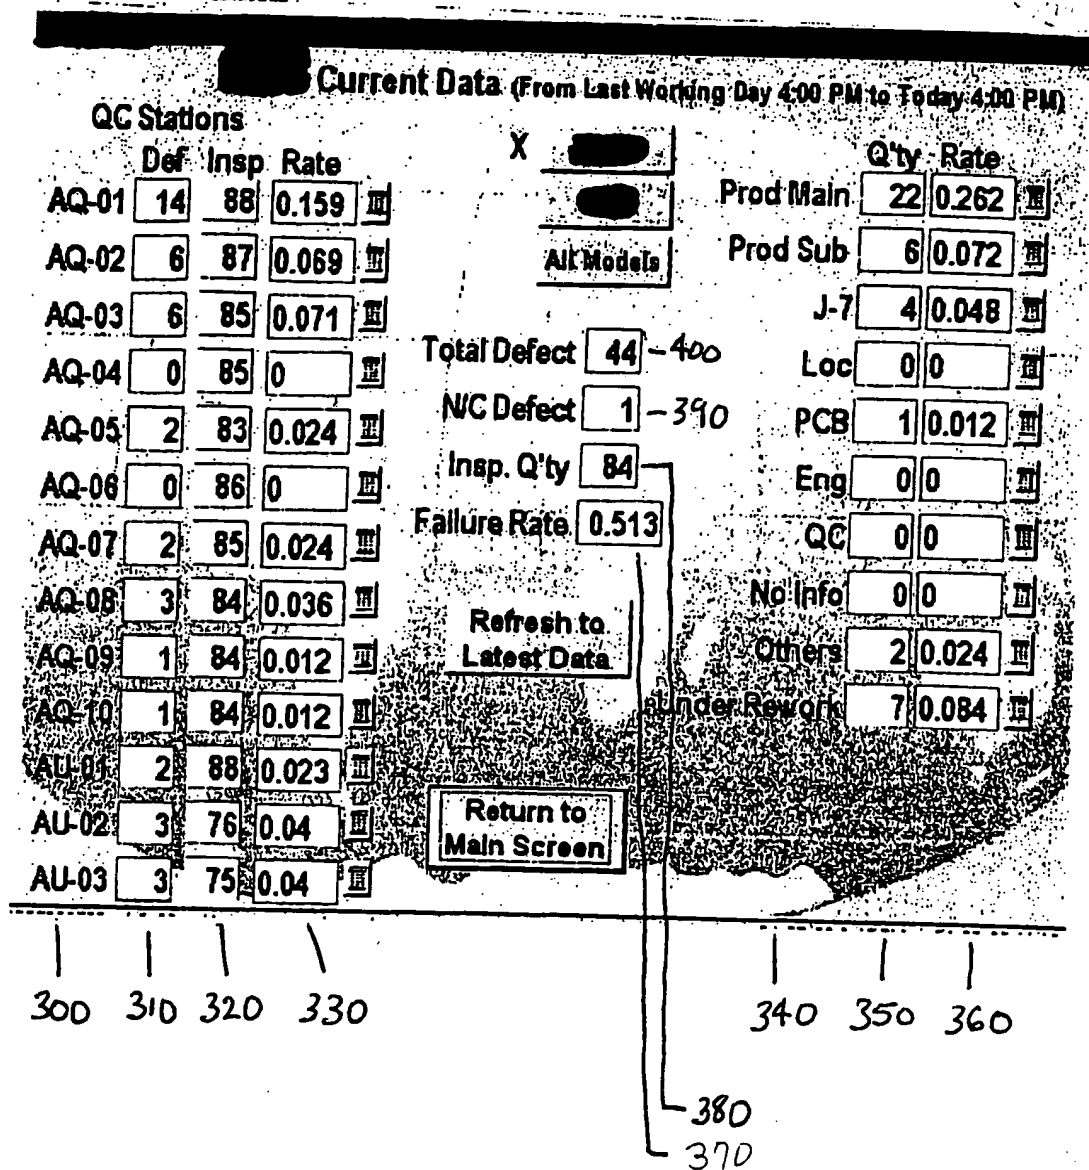 Current Data (From Last Working Day 4:00 PM to Today 4:00 PM)
QC Stations
Def Insp Rate
AQ-01 14 88 0.159
AQ-02 6 87 0.069
AQ-03 6 85 0.071
AQ-04 0 85 0
AQ-05 2 83 0.024
AQ-06 0 86 0
AQ-07 2 85 0.024
AQ-08 3 84 0.036
AQ-09 1 84 0.012
AQ-10 1 84 0.012
AU-01 2 88 0.023
AU-02 3 76 0.04
AU-03 3 75 0.04
X
All Models
Total Defect 44 - 400
N/C Defect 1 - 390
Insp. Q'ty 84
Failure Rate 0.513
Refresh to
Latest Data
Return to
Main Screen
Q'ty Rate
Prod Main 22 0.262
Prod Sub 6 0.072
J-7 4 0.048
Loc 0 0
PCB 1 0.012
Eng 0 0
QC 0 0
No Info 0 0
Others 2 0.024
Under Rework 7 0.084
300 310 320 330
340 350 360
380
370